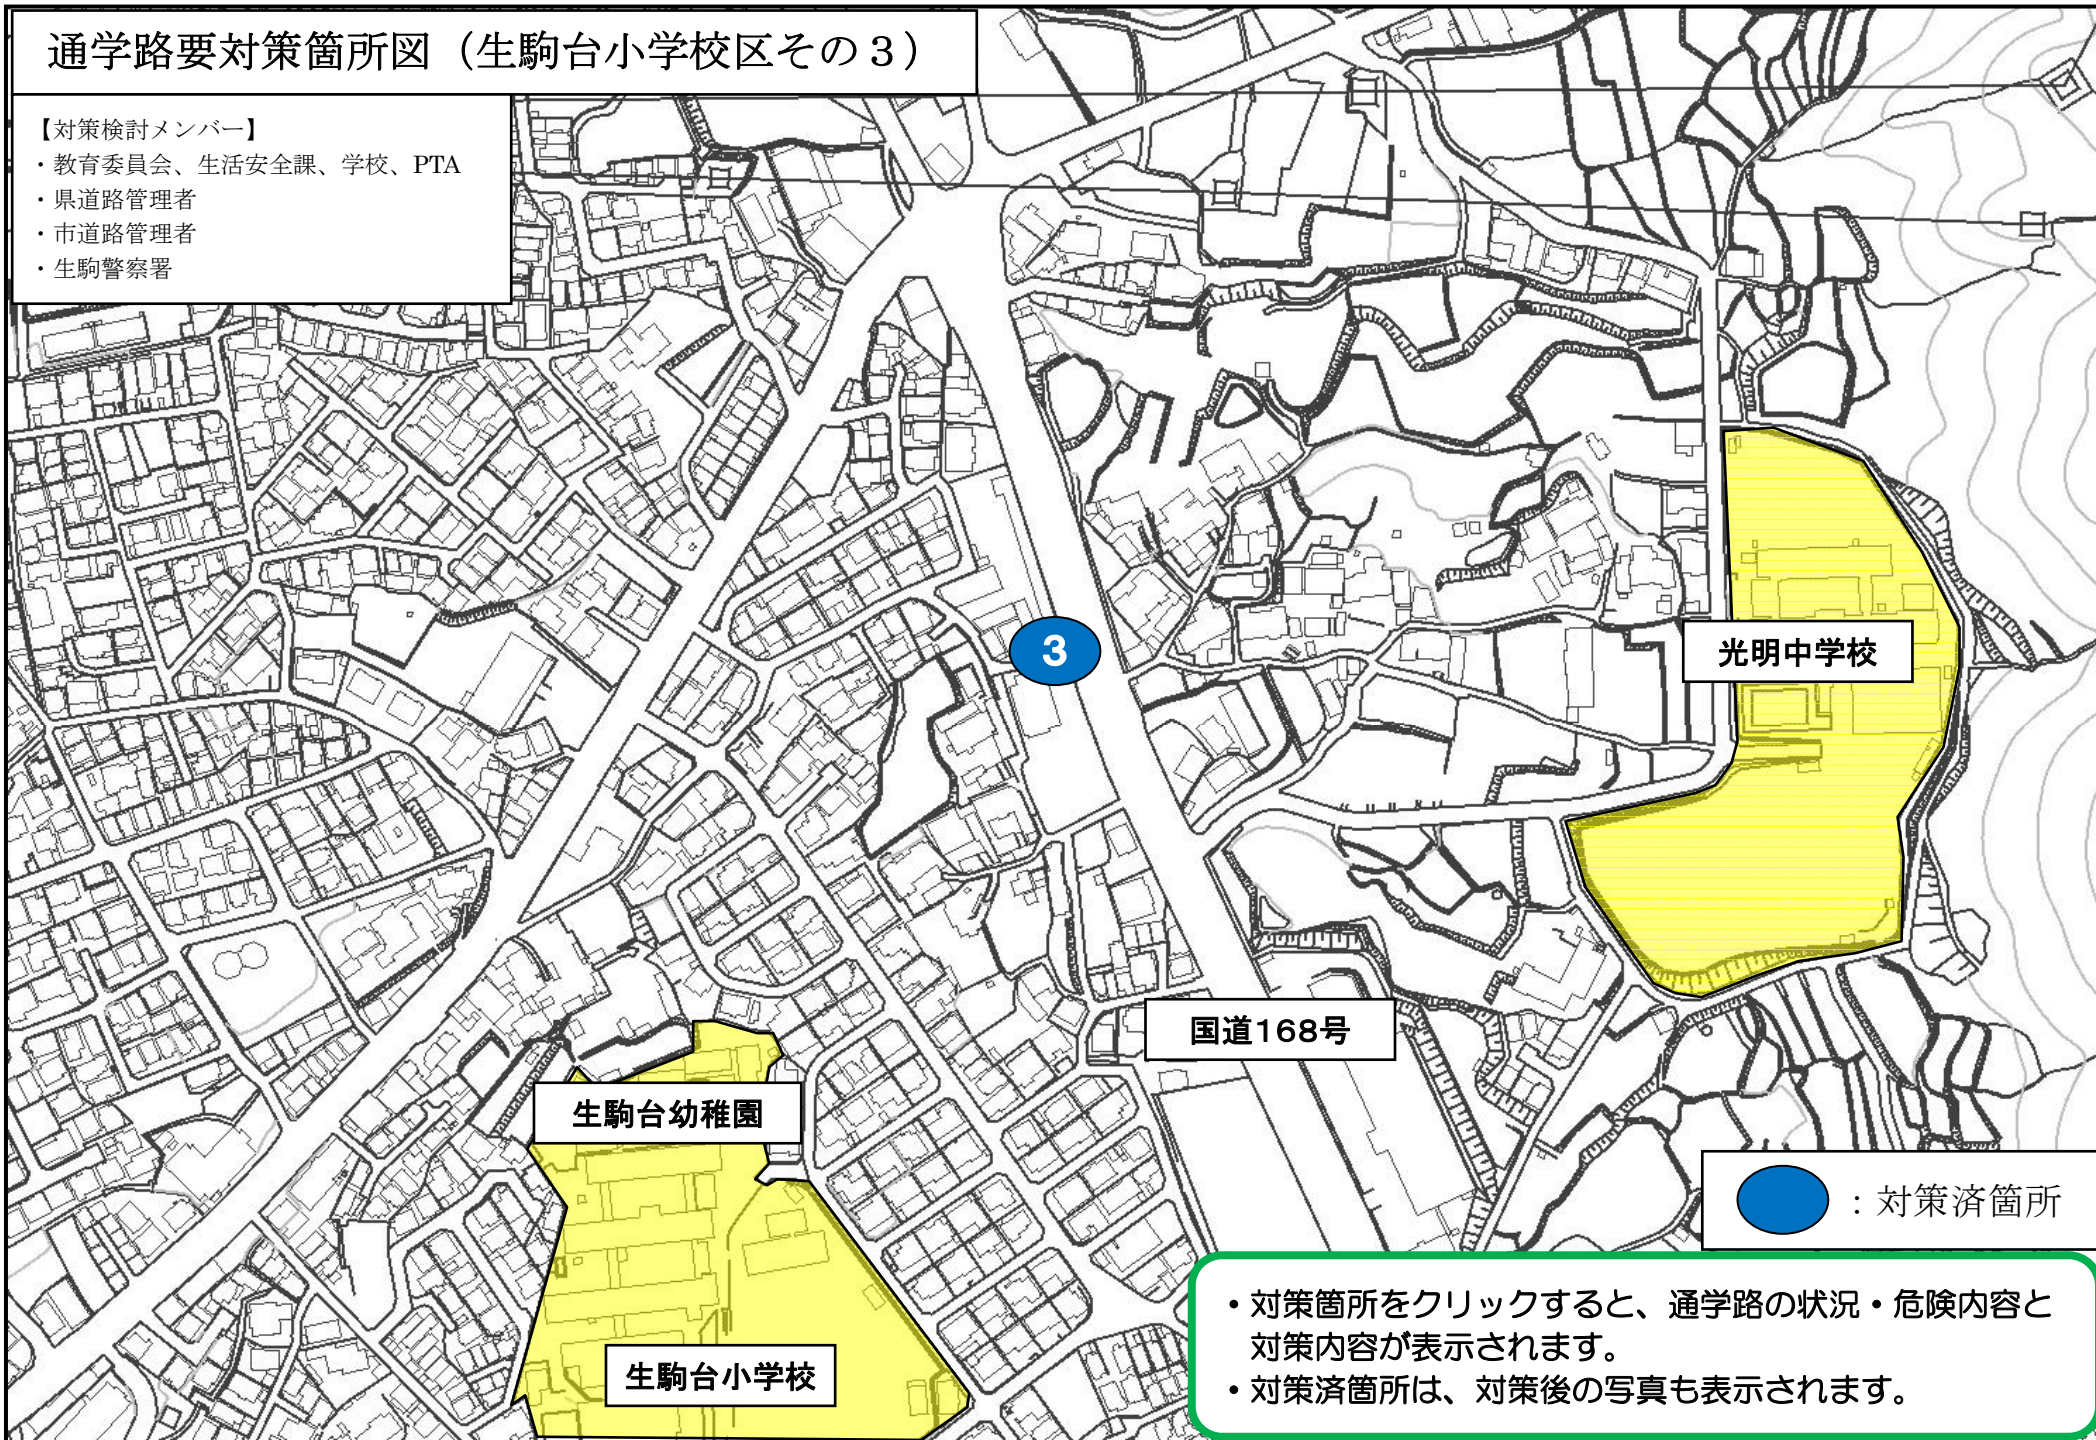 通学路要対策箇所図（生駒台小学校区その３）
【対策検討メンバー】
・教育委員会、生活安全課、学校、PTA
・県道路管理者
・市道路管理者
・生駒警察署
3
光明中学校
国道168号
生駒台幼稚園
生駒台小学校
：対策済箇所
・対策箇所をクリックすると、通学路の状況・危険内容と
対策内容が表示されます。
・対策済箇所は、対策後の写真も表示されます。